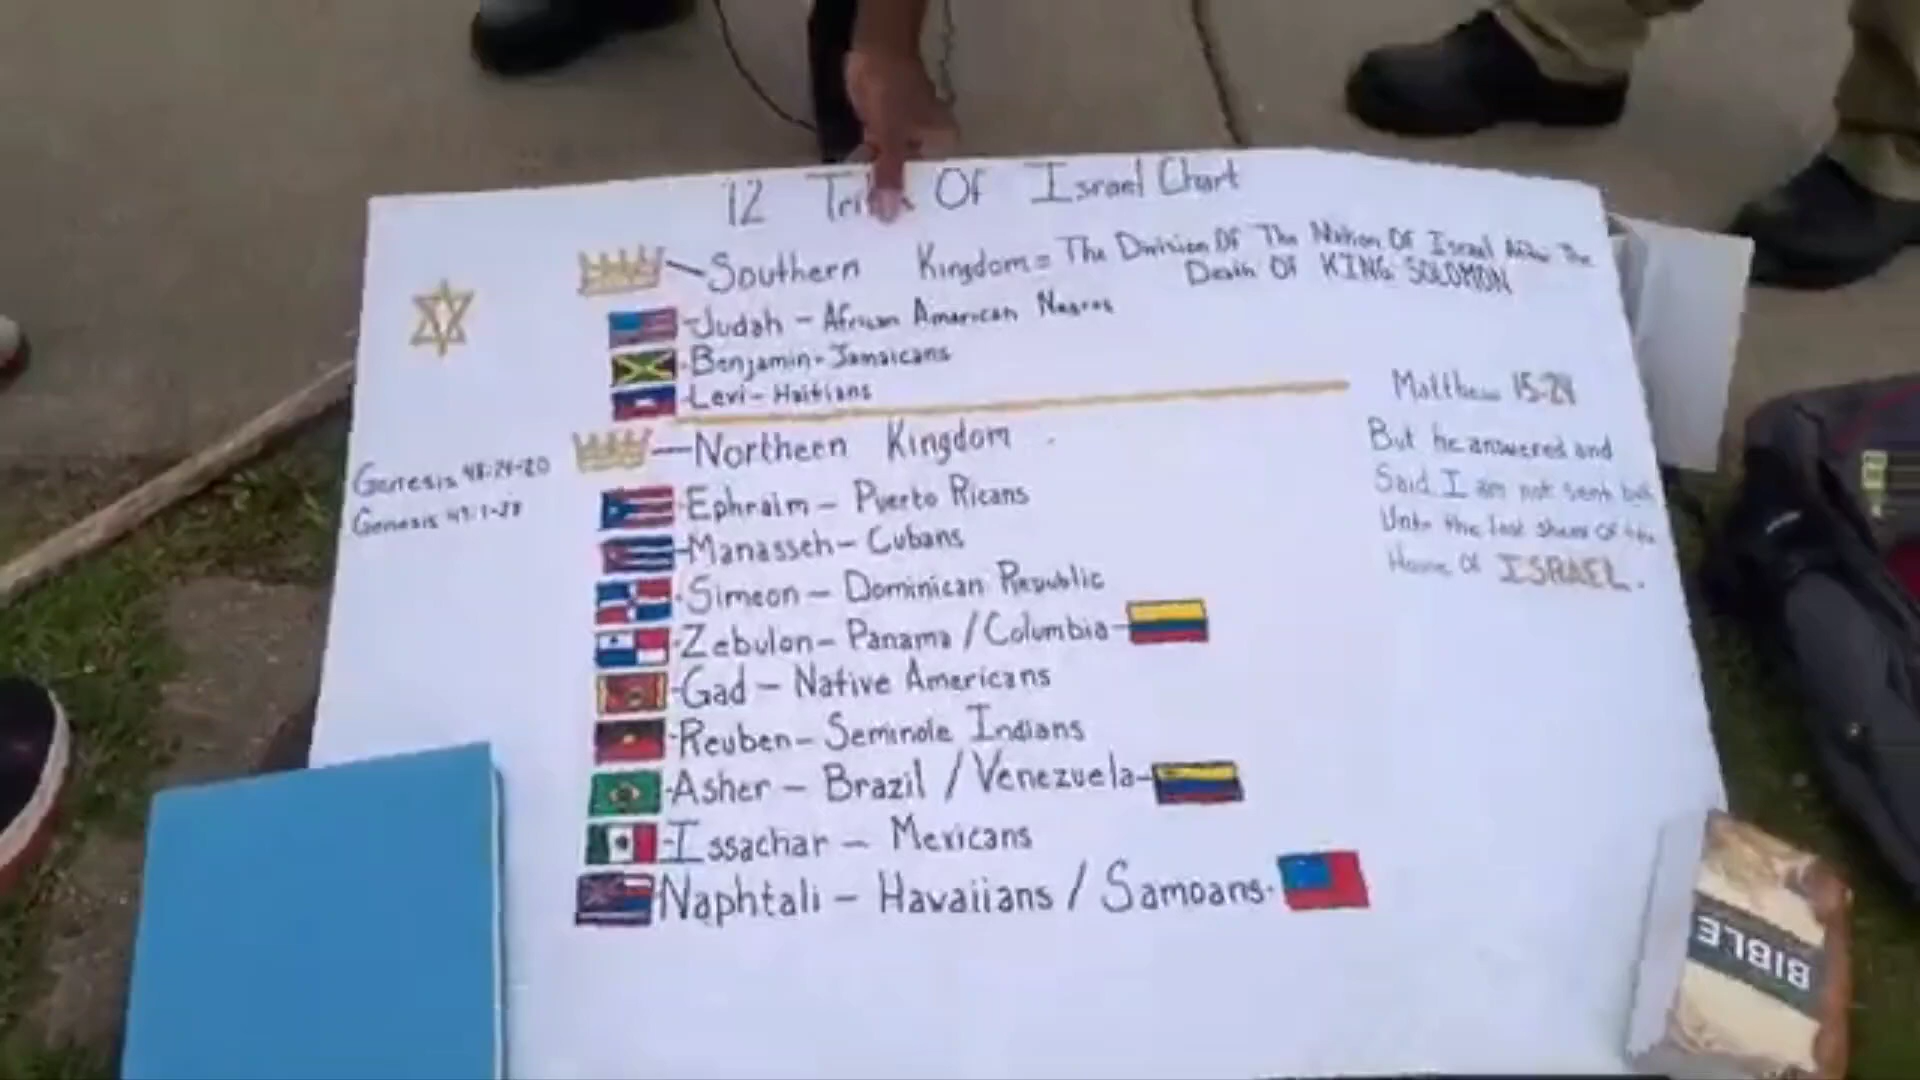 12 Of Israel Chart
Southern Kingdom = The Division Of The Nation Of Israel After The
Death Of KING SOLOMON
Judah - African American Negros
Benjamin - Jamaicans
Levi - Haitians
Matthew 15-24
But he answered and
Said I am not sent but
Unto the lost sheep of the
House of ISRAEL.
Northern Kingdom
Genesis
Genesis 49:1-28
Ephraim - Puerto Ricans
Manasseh - Cubans
Simeon - Dominican Republic
Zebulon - Panama / Columbia
Gad - Native Americans
Reuben - Seminole Indians
Asher - Brazil / Venezuela
Issachar - Mexicans
Naphtali - Havaiians / Samoans
BIBLE